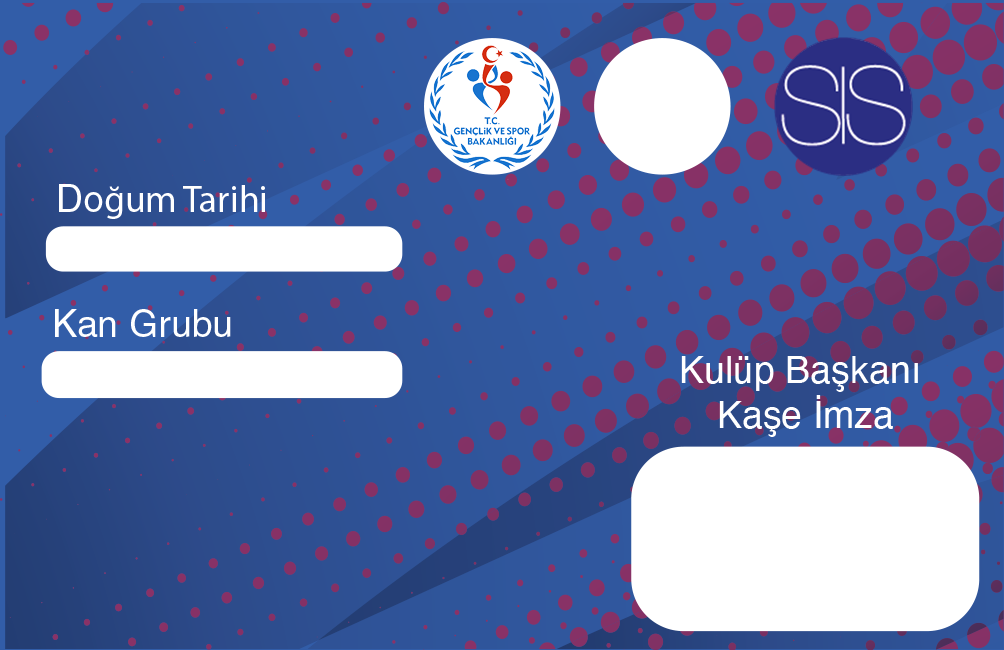 T.C.
GENÇLİK VE SPOR
BAKANLIĞI
SIS
Doğum Tarihi
Kan Grubu
Kulüp Başkanı
Kaşe İmza